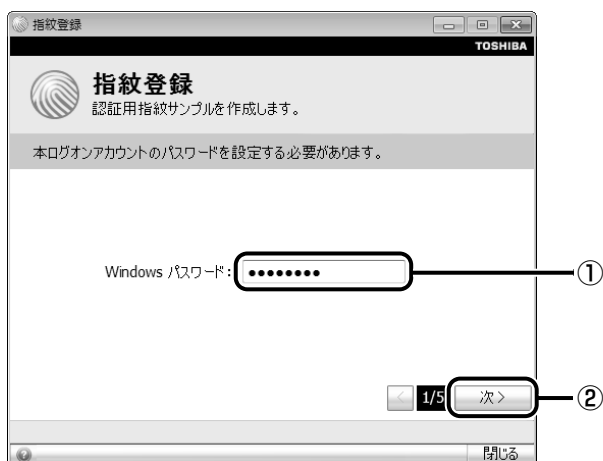 指紋登録
TOSHIBA
指紋登録
認証用指紋サンプルを作成します。
本ログオンアカウントのパスワードを設定する必要があります。
Windows パスワード: ●●●●●●●●
①
< 1/5 次 >
②
閉じる